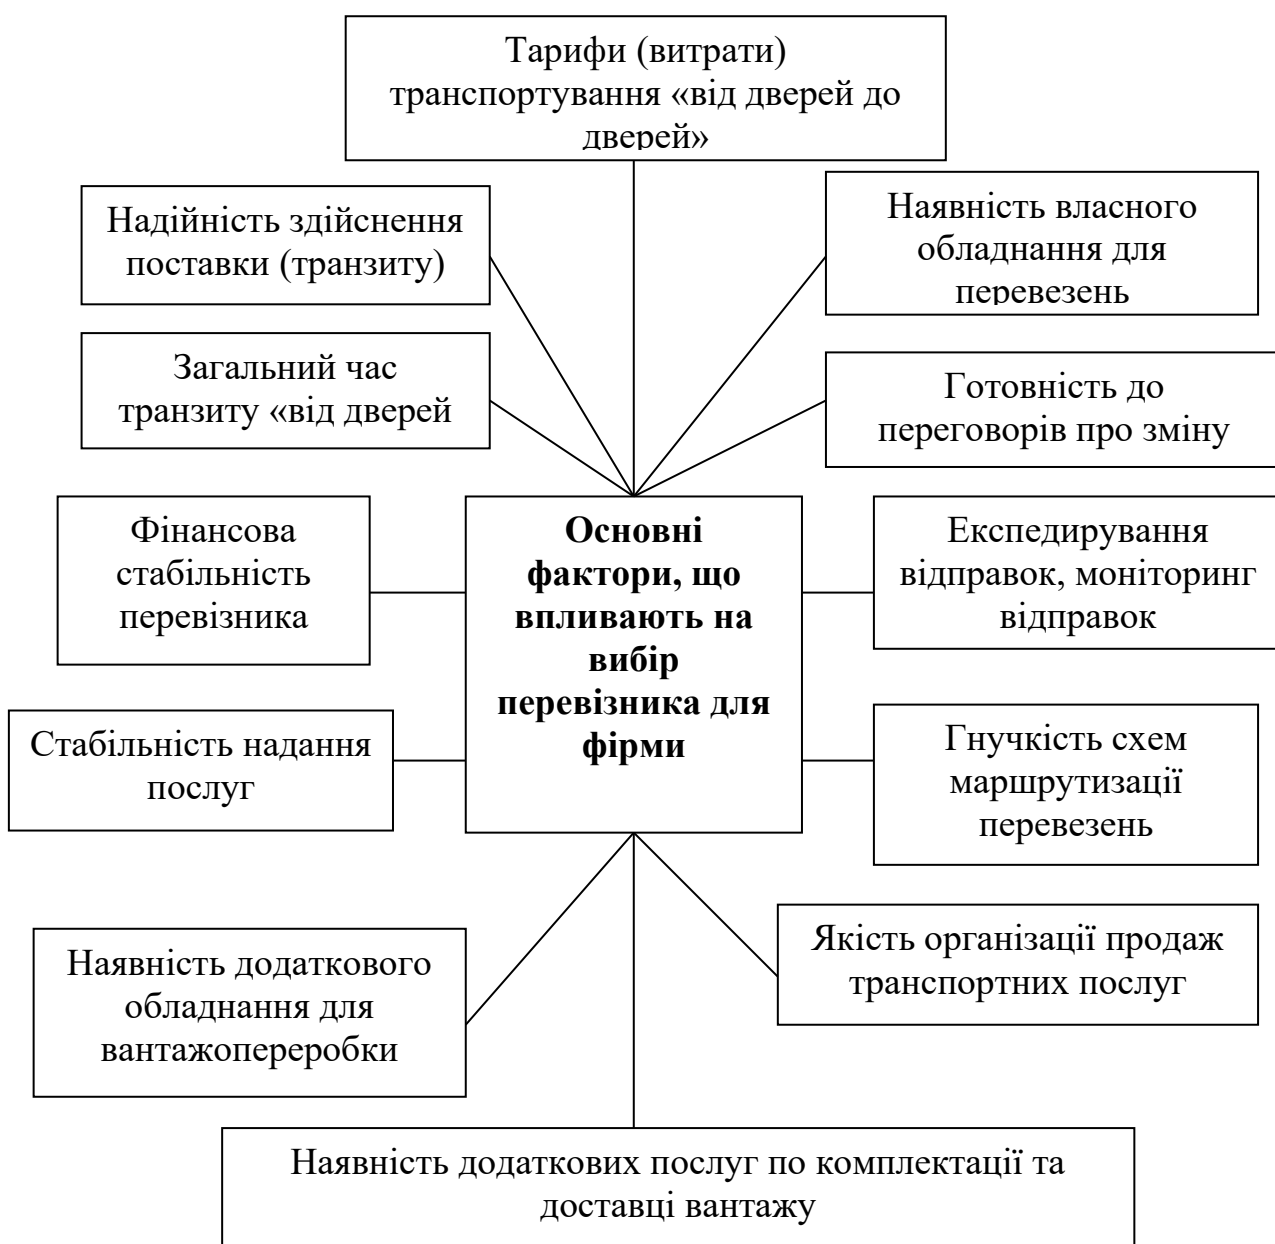 Тарифи (витрати)
транспортування «від дверей до
дверей»
Надійність здійснення
поставки (транзиту)
Наявність власного
обладнання для
перевезень
Загальний час
транзиту «від дверей
Готовність до
переговорів про зміну
Фінансова
стабільність
перевізника
Основні
фактори, що
впливають на
вибір
перевізника для
фірми
Експедирування
відправок, моніторинг
відправок
Стабільність надання
послуг
Гнучкість схем
маршрутизації
перевезень
Наявність додаткового
обладнання для
вантажопереробки
Якість організації продаж
транспортних послуг
Наявність додаткових послуг по комплектації та
доставці вантажу